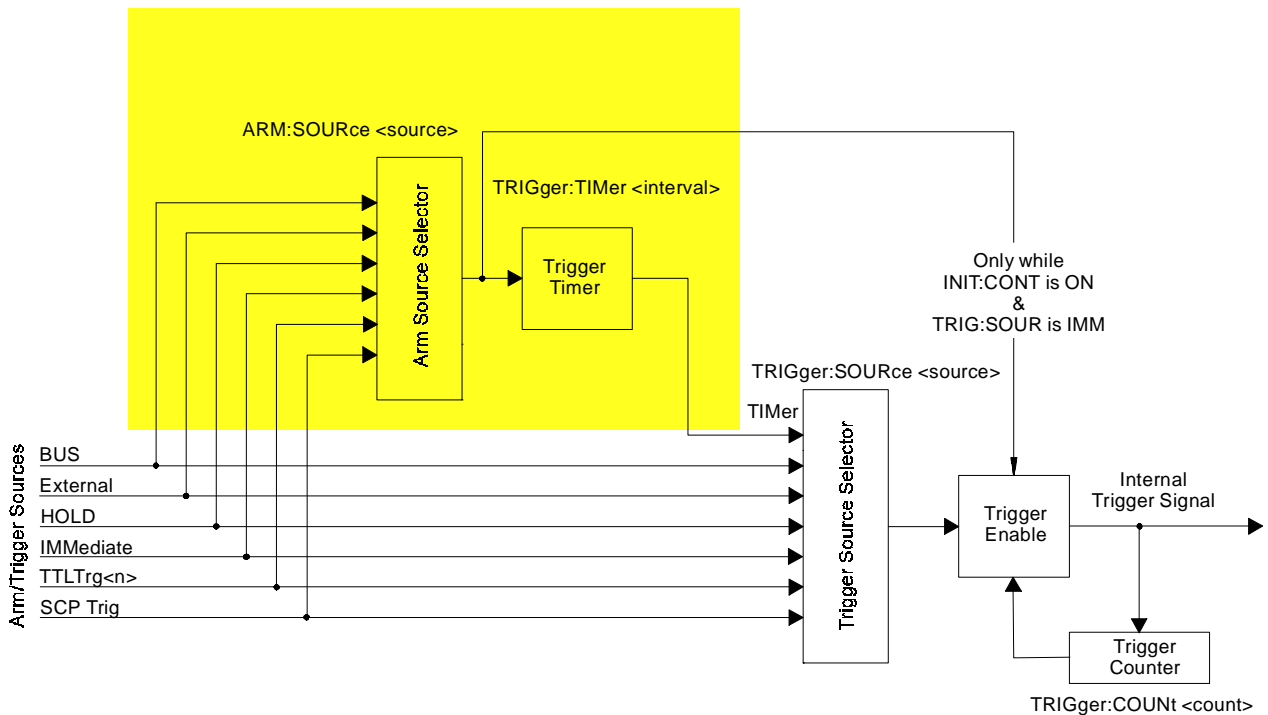 ARM:SOURce <source>
Arm Source Selector
TRIGger:TIMer <interval>
Trigger
Timer
Only while
INIT:CONT is ON
&
TRIG:SOUR is IMM
TRIGger:SOURce <source>
TIMer
Trigger Source Selector
Arm/Trigger Sources
BUS
External
HOLD
IMMediate
TTLTrg<n>
SCP Trig
Trigger
Enable
Internal
Trigger Signal
Trigger
Counter
TRIGger:COUNt <count>